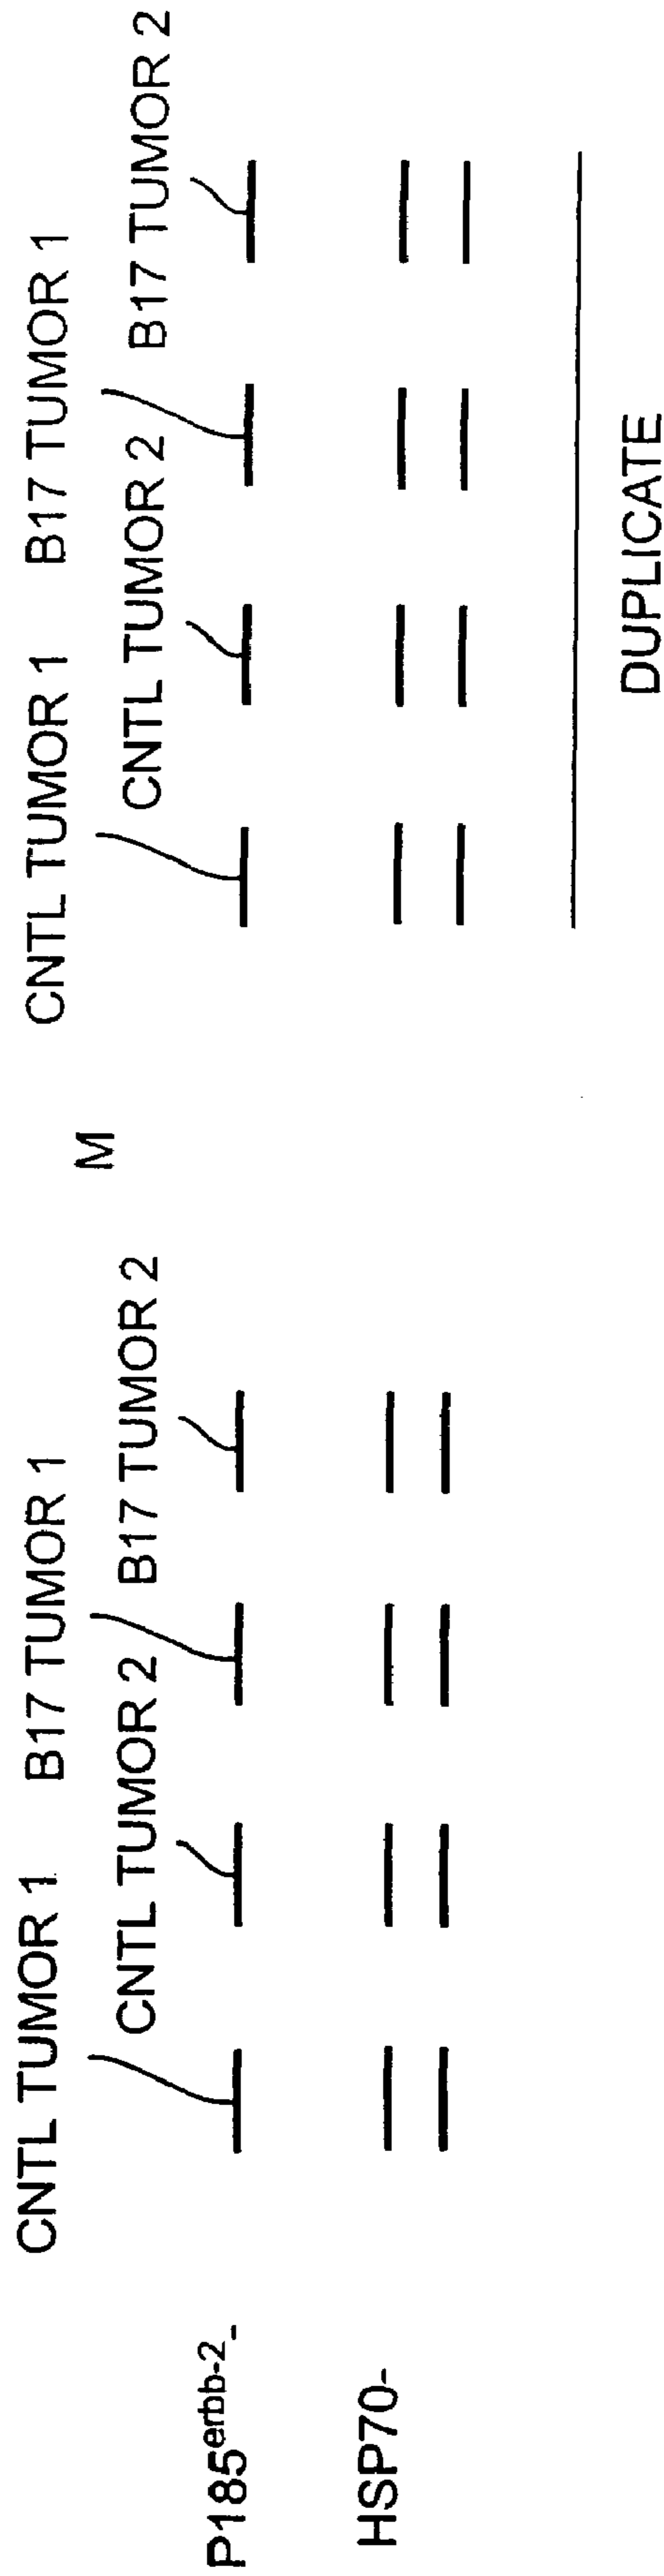 CNTL TUMOR 1 B17 TUMOR 1
CNTL TUMOR 2 B17 TUMOR 2
M
CNTL TUMOR 1 B17 TUMOR 1
CNTL TUMOR 2 B17 TUMOR 2
P185erbb-2-
HSP70-
DUPLICATE